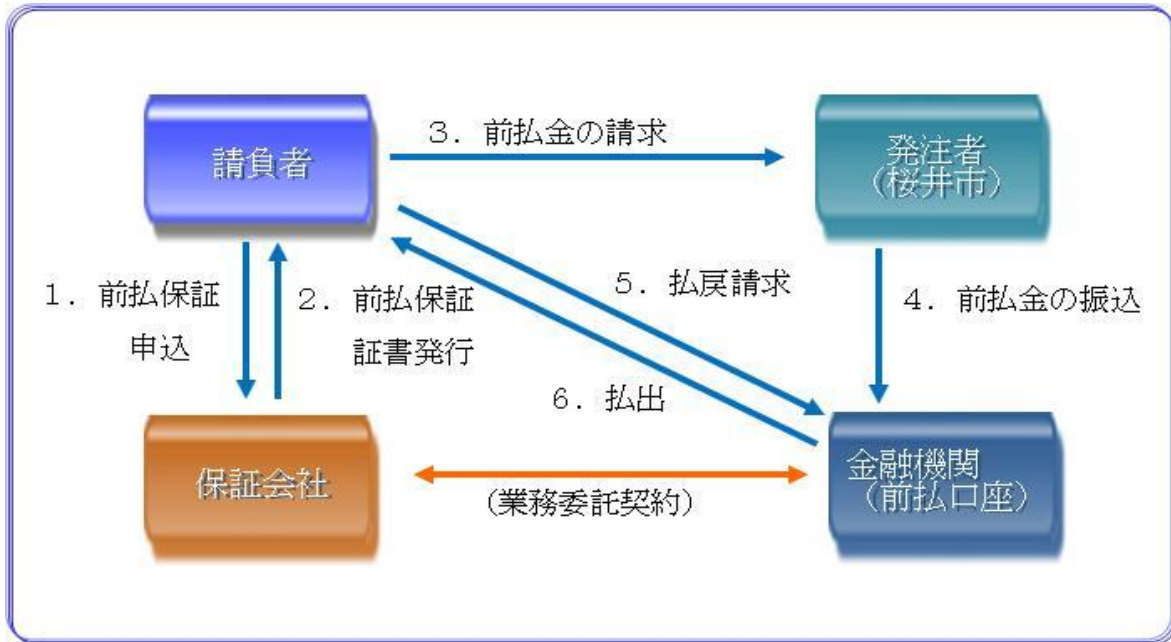 請負者
3. 前払金の請求
発注者
(桜井市)
1. 前払保証
申込
2. 前払保証
証書発行
5. 払戻請求
4. 前払金の振込
6. 払出
保証会社
(業務委託契約)
金融機関
(前払口座)